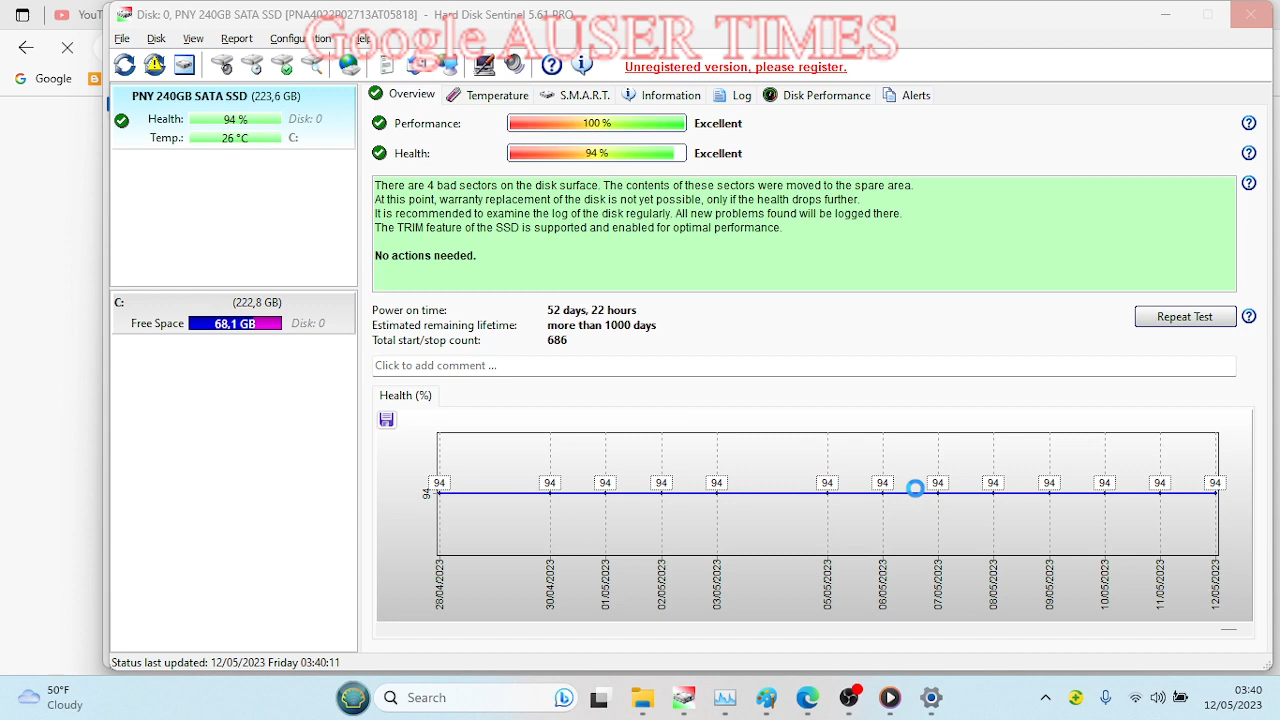 YouT
Disk: 0, PNY 240GB SATA SSD [PNA4022P02713AT05818] - Hard Disk Sentinel 5.61 PRO
Google AUSER TIMES
File Disk View Report Configuration Help
Google
Unregistered version, please register.
PNY 240GB SATA SSD (223,6 GB)
Health: 94 % Disk: 0
Temp.: 26 °C C:
C: (222,8 GB)
Free Space 68,1 GB Disk: 0
Overview Temperature S.M.A.R.T. Information Log Disk Performance Alerts
Performance: 100 % Excellent
Health: 94 % Excellent
There are 4 bad sectors on the disk surface. The contents of these sectors were moved to the spare area.
At this point, warranty replacement of the disk is not yet possible, only if the health drops further.
It is recommended to examine the log of the disk regularly. All new problems found will be logged there.
The TRIM feature of the SSD is supported and enabled for optimal performance.
No actions needed.
Power on time: 52 days, 22 hours
Estimated remaining lifetime: more than 1000 days
Total start/stop count: 686
Repeat Test
Click to add comment ...
Health (%)
94 94 94 94 94 94 94 94 94 94 94 94 94
94
28/04/2023 30/04/2023 01/05/2023 02/05/2023 03/05/2023 05/05/2023 06/05/2023 07/05/2023 08/05/2023 09/05/2023 10/05/2023 11/05/2023 12/05/2023
Status last updated: 12/05/2023 Friday 03:40:11
50°F
Cloudy
Search
03:40
12/05/2023